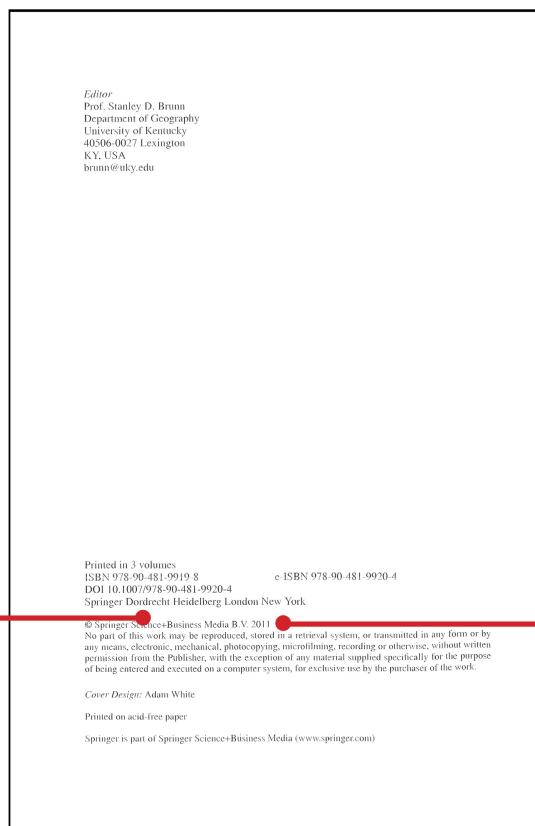 Editor
Prof. Stanley D. Brunn
Department of Geography
University of Kentucky
40506-0027 Lexington
KY, USA
brunn@uky.edu
Printed in 3 volumes
ISBN 978-90-481-9919-8 e-ISBN 978-90-481-9920-4
DOI 10.1007/978-90-481-9920-4
Springer Dordrecht Heidelberg London New York
© Springer Science+Business Media B.V. 2011
No part of this work may be reproduced, stored in a retrieval system, or transmitted in any form or by
any means, electronic, mechanical, photocopying, microfilming, recording or otherwise, without written
permission from the Publisher, with the exception of any material supplied specifically for the purpose
of being entered and executed on a computer system, for exclusive use by the purchaser of the work.
Cover Design: Adam White
Printed on acid-free paper
Springer is part of Springer Science+Business Media (www.springer.com)